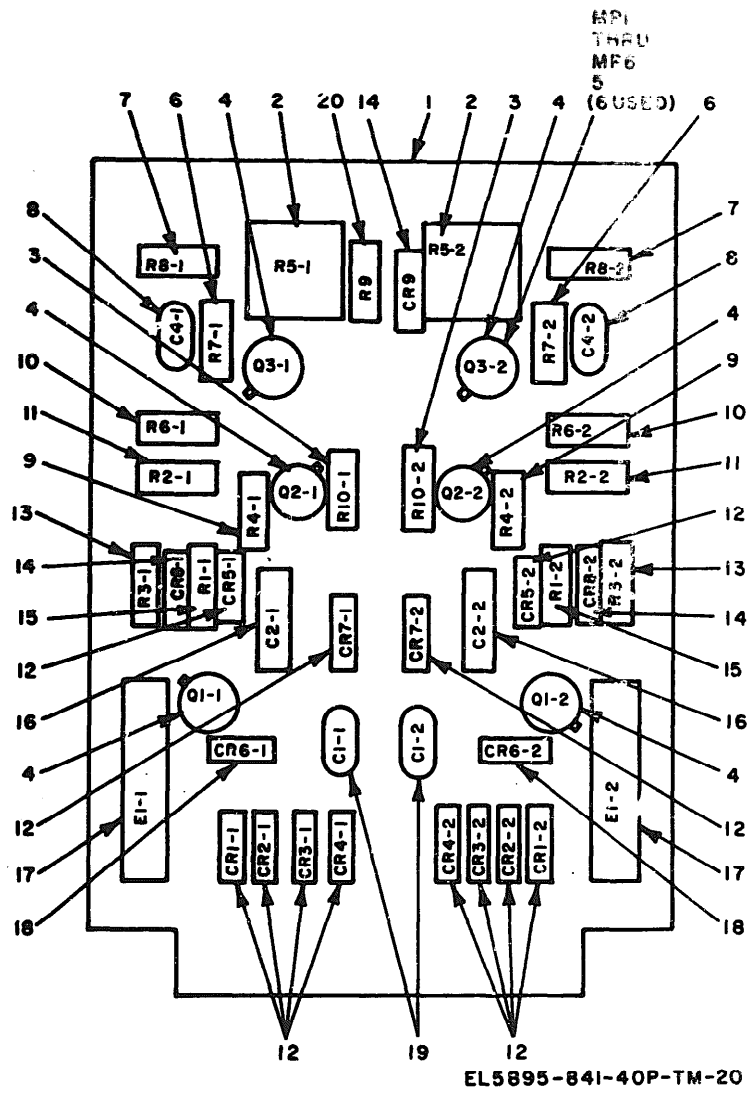 MP1
THRU
MF6
5
(6 USED)
7 6 4 2 20 14 1 2 3 4 6
8
3
4
10
11
9
13
14
15
12
16
4
12
17
18
7
8
4
9
10
11
12
13
14
15
16
4
12
17
18
R8-1
R5-1
R9
CR9
R5-2
R8-2
C4-1
R7-1
Q3-1
Q3-2
R7-2
C4-2
R6-1
R6-2
R2-1
R4-1
Q2-1
R10-1
R10-2
Q2-2
R4-2
R2-2
R3-1
CR8-1
R1-1
CR5-1
C2-1
CR7-1
CR7-2
C2-2
CR5-2
R1-2
CR8-2
R3-2
Q1-1
Q1-2
E1-1
CR6-1
C1-1
C1-2
CR6-2
E1-2
CR1-1
CR2-1
CR3-1
CR4-1
CR4-2
CR3-2
CR2-2
CR1-2
12 19 12
EL5895-841-40P-TM-20